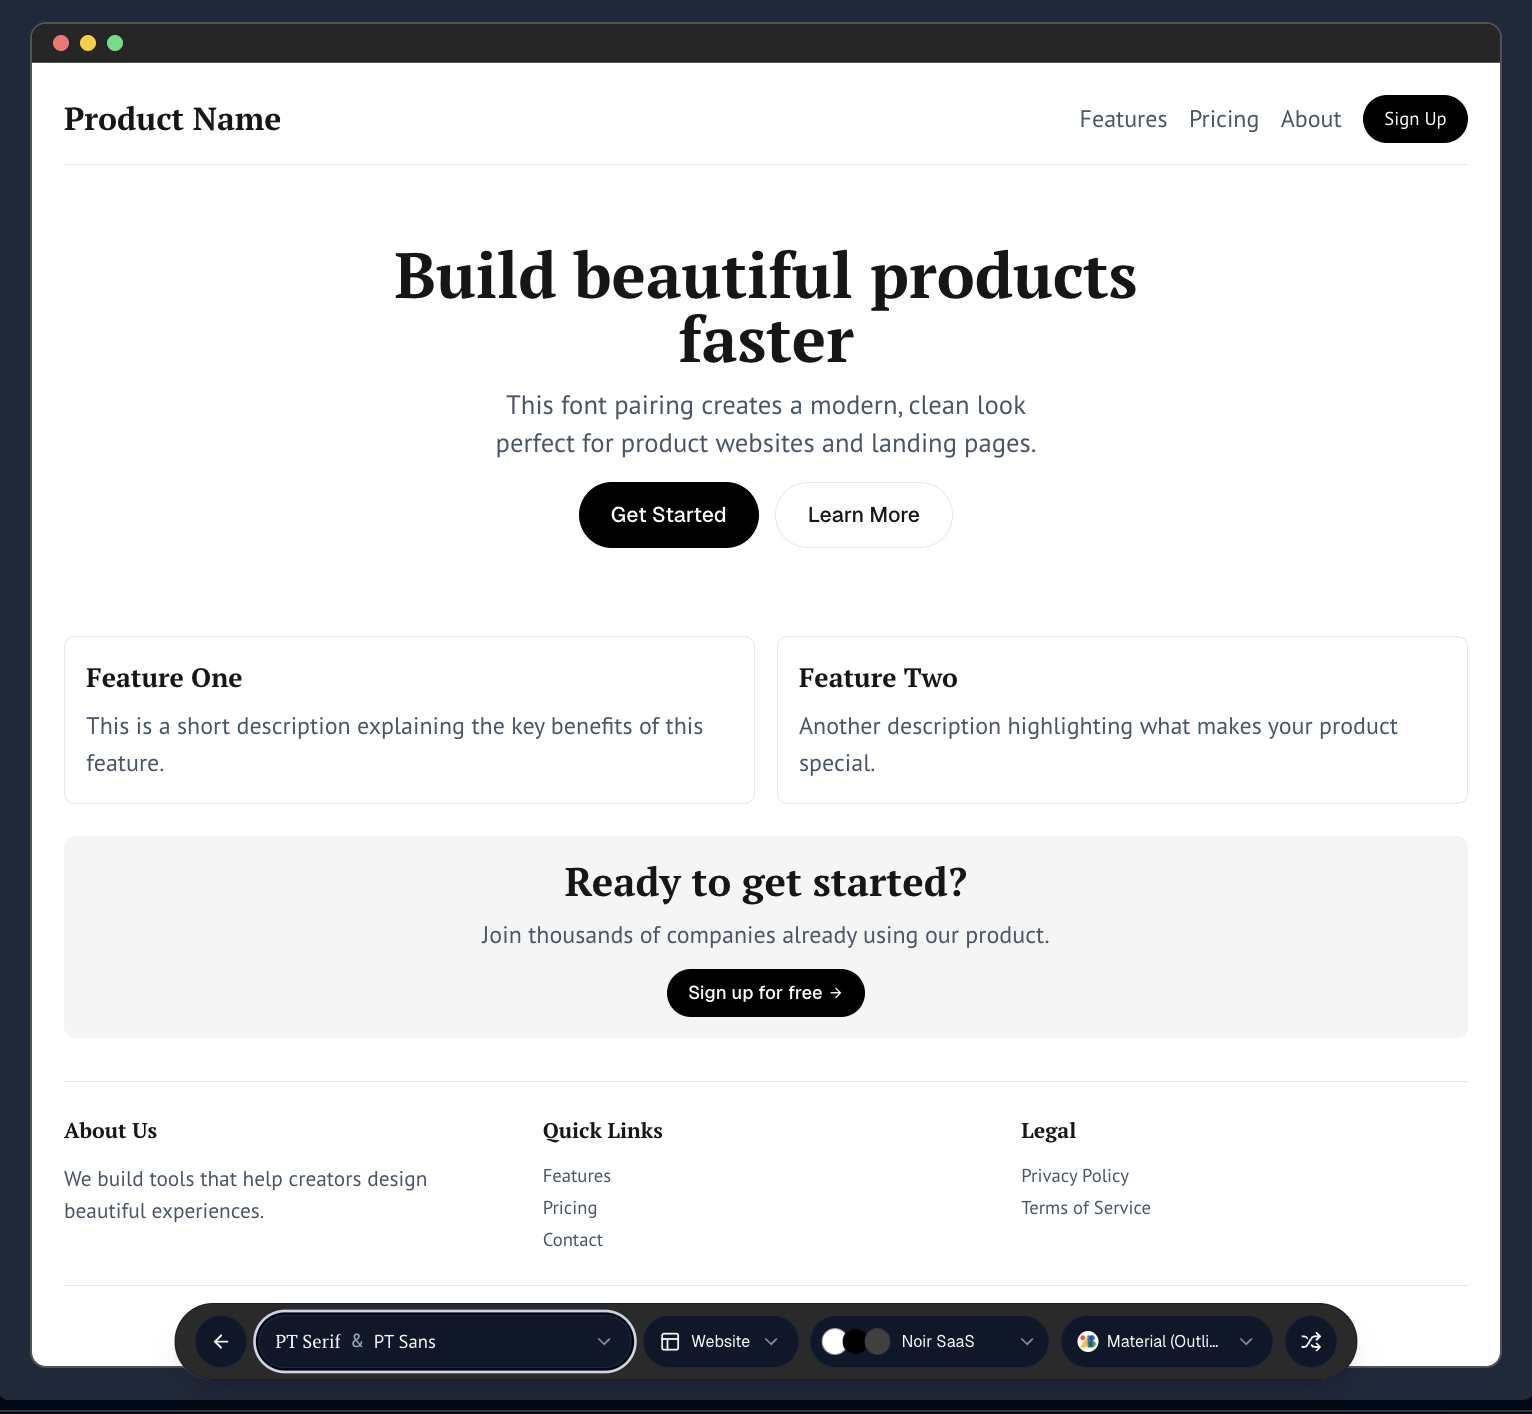 Product Name
Features Pricing About Sign Up
Build beautiful products
faster
This font pairing creates a modern, clean look
perfect for product websites and landing pages.
Get Started Learn More
Feature One
This is a short description explaining the key benefits of this
feature.
Feature Two
Another description highlighting what makes your product
special.
Ready to get started?
Join thousands of companies already using our product.
Sign up for free →
About Us
We build tools that help creators design
beautiful experiences.
Quick Links
Features
Pricing
Contact
Legal
Privacy Policy
Terms of Service
PT Serif & PT Sans
Website
Noir SaaS
Material (Outli...